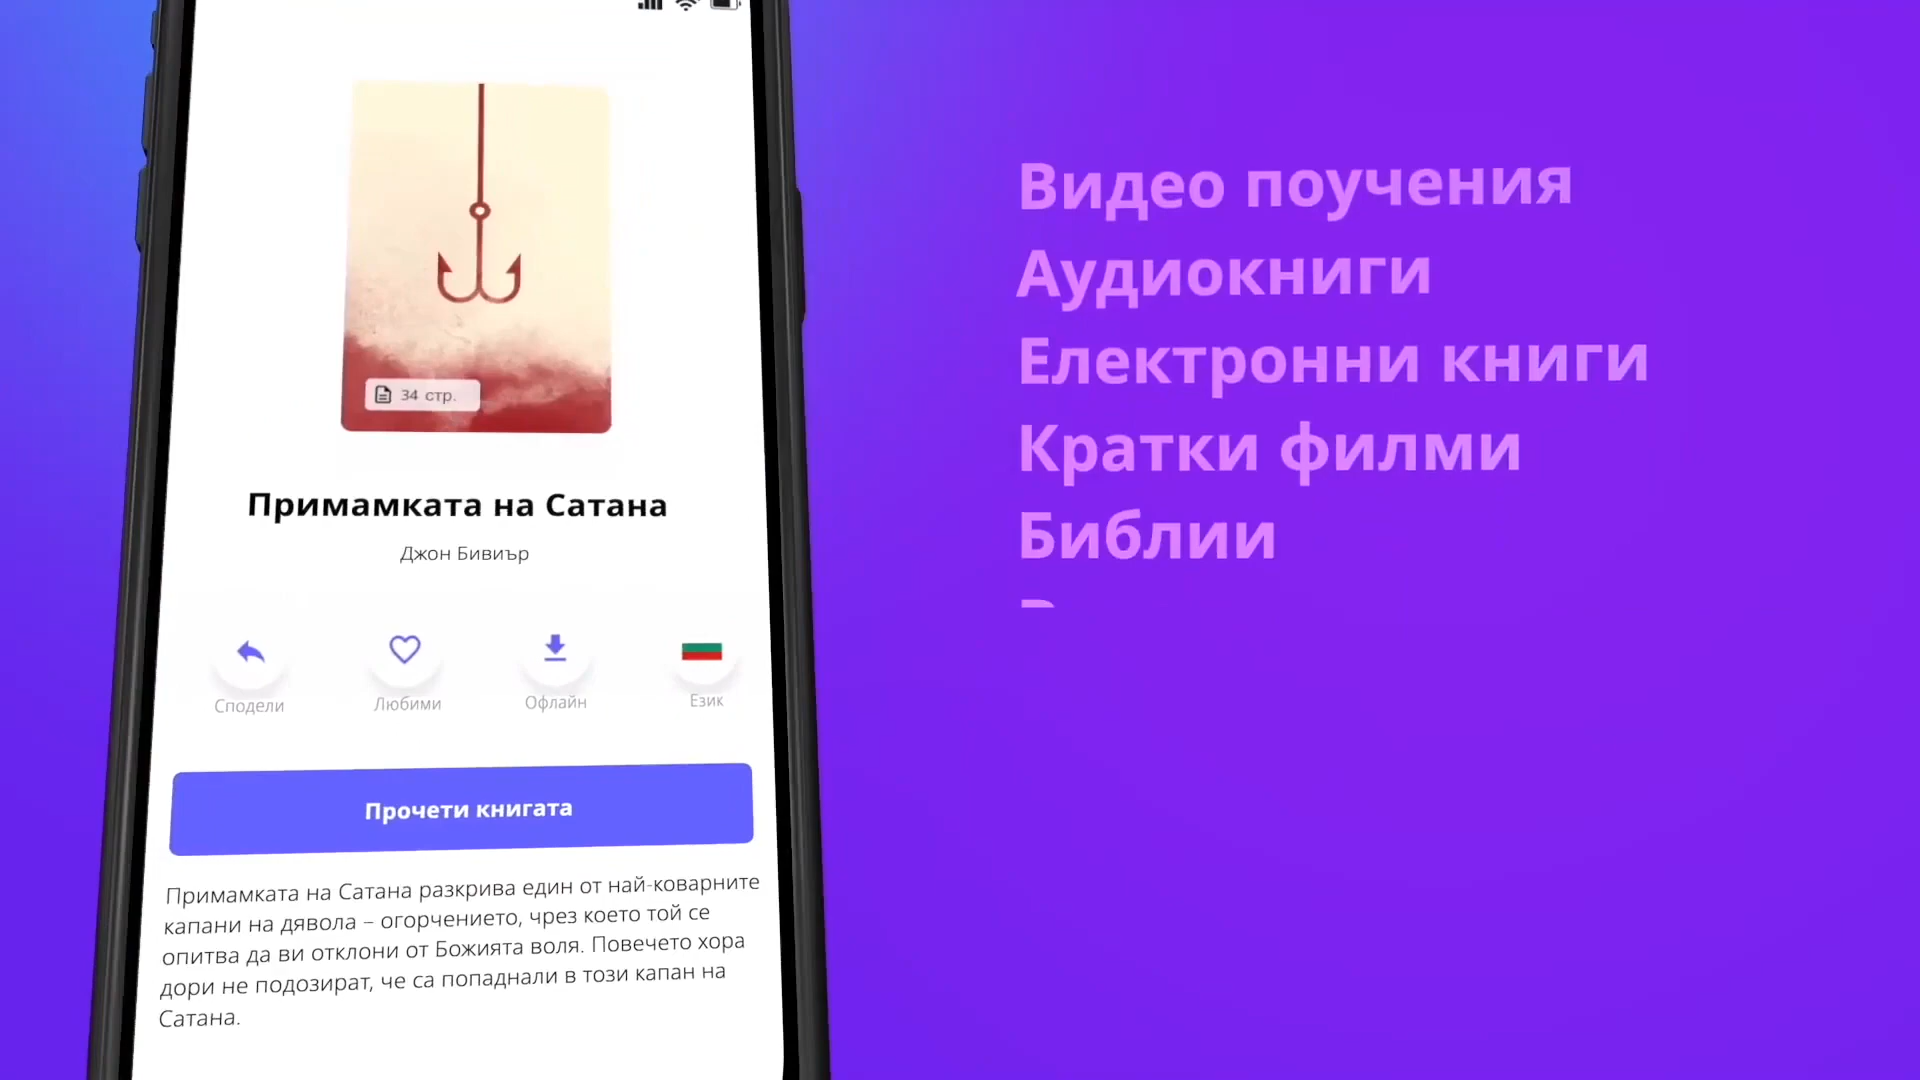 34 стр.
Примамката на Сатана
Джон Бивиър
Сподели
Любими
Офлайн
Език
Прочети книгата
Примамката на Сатана разкрива един от най-коварните
капани на дявола – огорчението, чрез което той се
опитва да ви отклони от Божията воля. Повечето хора
дори не подозират, че са попаднали в този капан на
Сатана.
Видео поучения
Аудиокниги
Електронни книги
Кратки филми
Библии